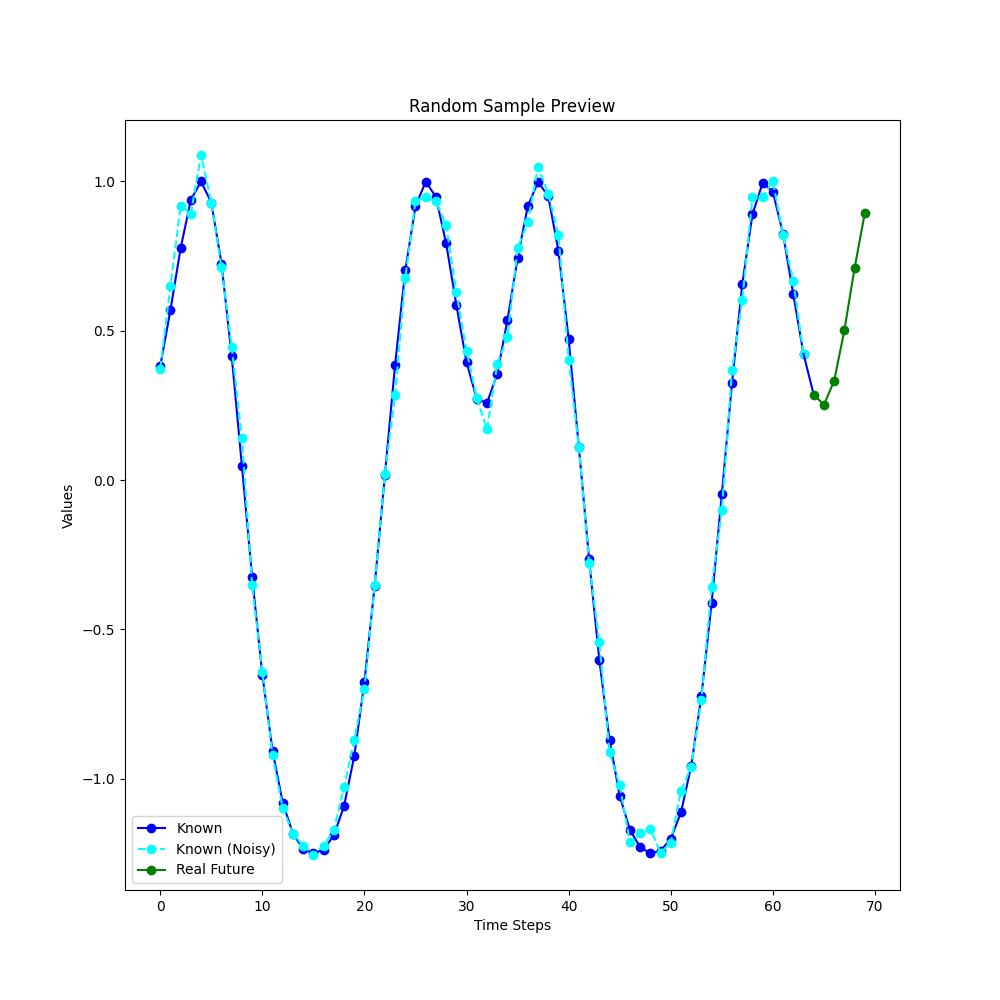 Random Sample Preview
1.0
0.5
0.0
−0.5
−1.0
Values
Known
Known (Noisy)
Real Future
0 10 20 30 40 50 60 70
Time Steps